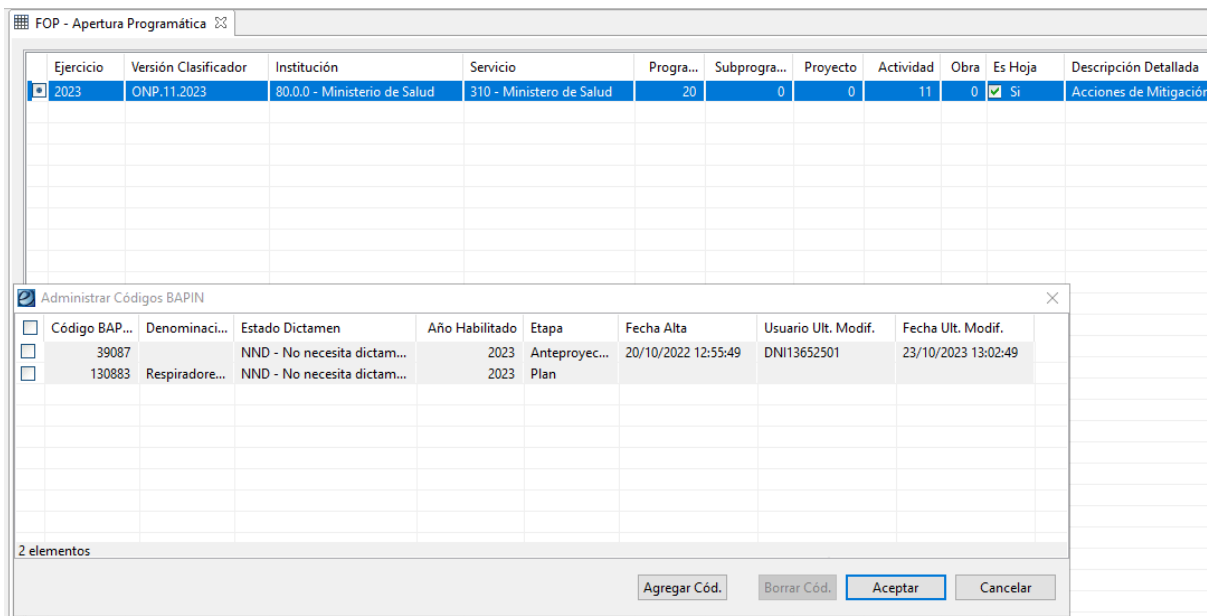 FOP - Apertura Programática
Ejercicio Versión Clasificador Institución Servicio Progra... Subprogra... Proyecto Actividad Obra Es Hoja Descripción Detallada
2023 ONP.11.2023 80.0.0 - Ministerio de Salud 310 - Ministero de Salud 20 0 0 11 0 Si Acciones de Mitigación
Administrar Códigos BAPIN
Código BAP... Denominaci... Estado Dictamen Año Habilitado Etapa Fecha Alta Usuario Ult. Modif. Fecha Ult. Modif.
39087 NND - No necesita dictam... 2023 Anteproyec... 20/10/2022 12:55:49 DNI13652501 23/10/2023 13:02:49
130883 Respiradore... NND - No necesita dictam... 2023 Plan
2 elementos
Agregar Cód. Borrar Cód. Aceptar Cancelar